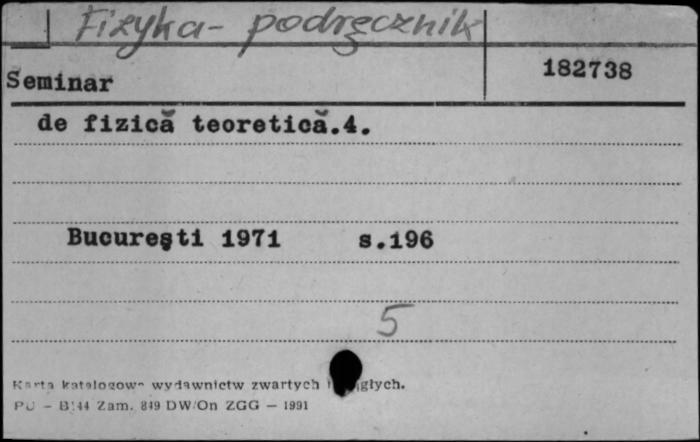 Fizyka - podręcznik
182738
Seminar
de fizică teoretică.4.
București 1971 s.196
5
Karta katalogowa wydawnictw zwartych i ciągłych.
PU - B/44 Zam. 849 DW/On ZGG - 1991